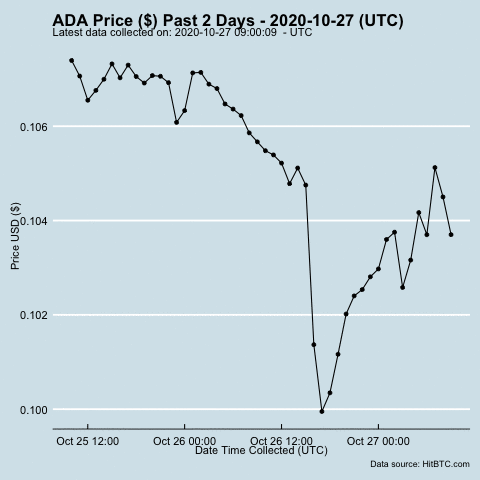 ADA Price ($) Past 2 Days - 2020-10-27 (UTC)
Latest data collected on: 2020-10-27 09:00:09  - UTC
0.106
0.104
0.102
0.100
Price USD ($)
Oct 25 12:00 Oct 26 00:00 Oct 26 12:00 Oct 27 00:00
Date Time Collected (UTC)
Data source: HitBTC.com